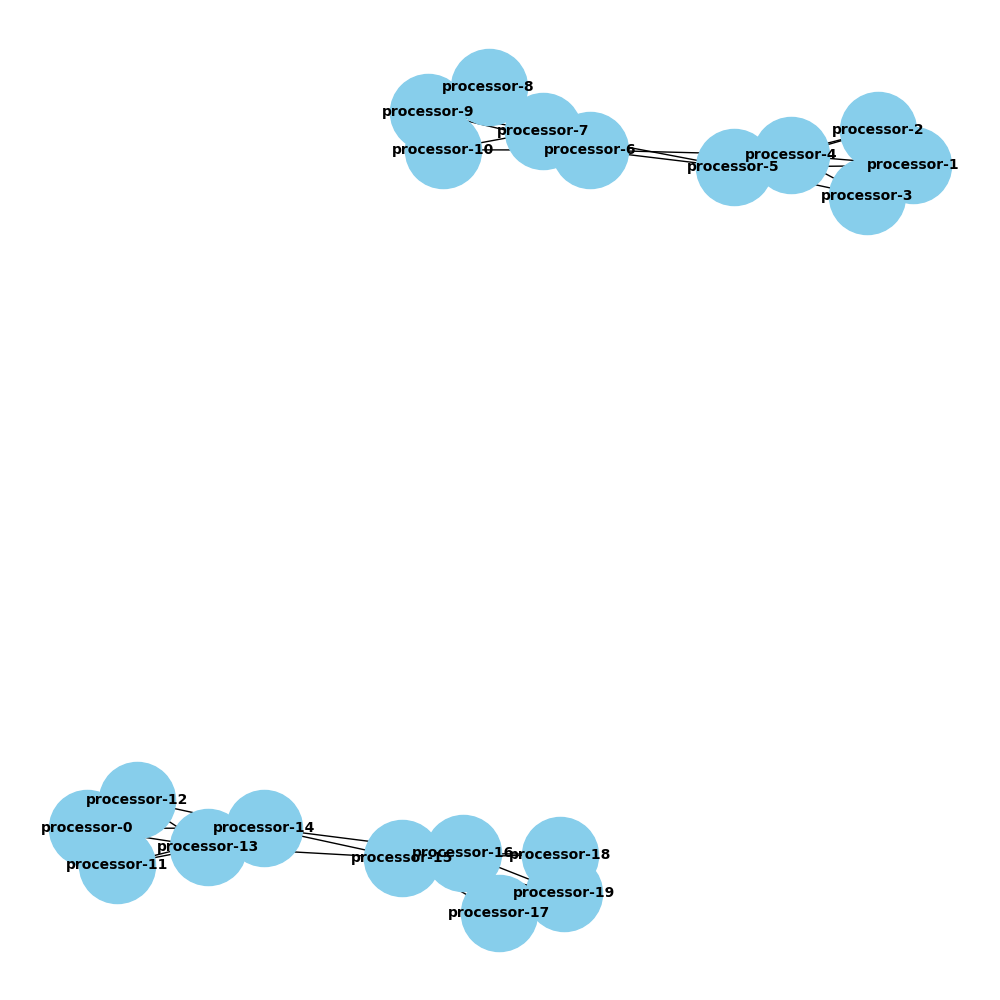 processor-8
processor-9
processor-7
processor-2
processor-10
processor-6
processor-4
processor-5
processor-1
processor-3
processor-12
processor-0
processor-14
processor-13
processor-11
processor-15
processor-16
processor-18
processor-19
processor-17